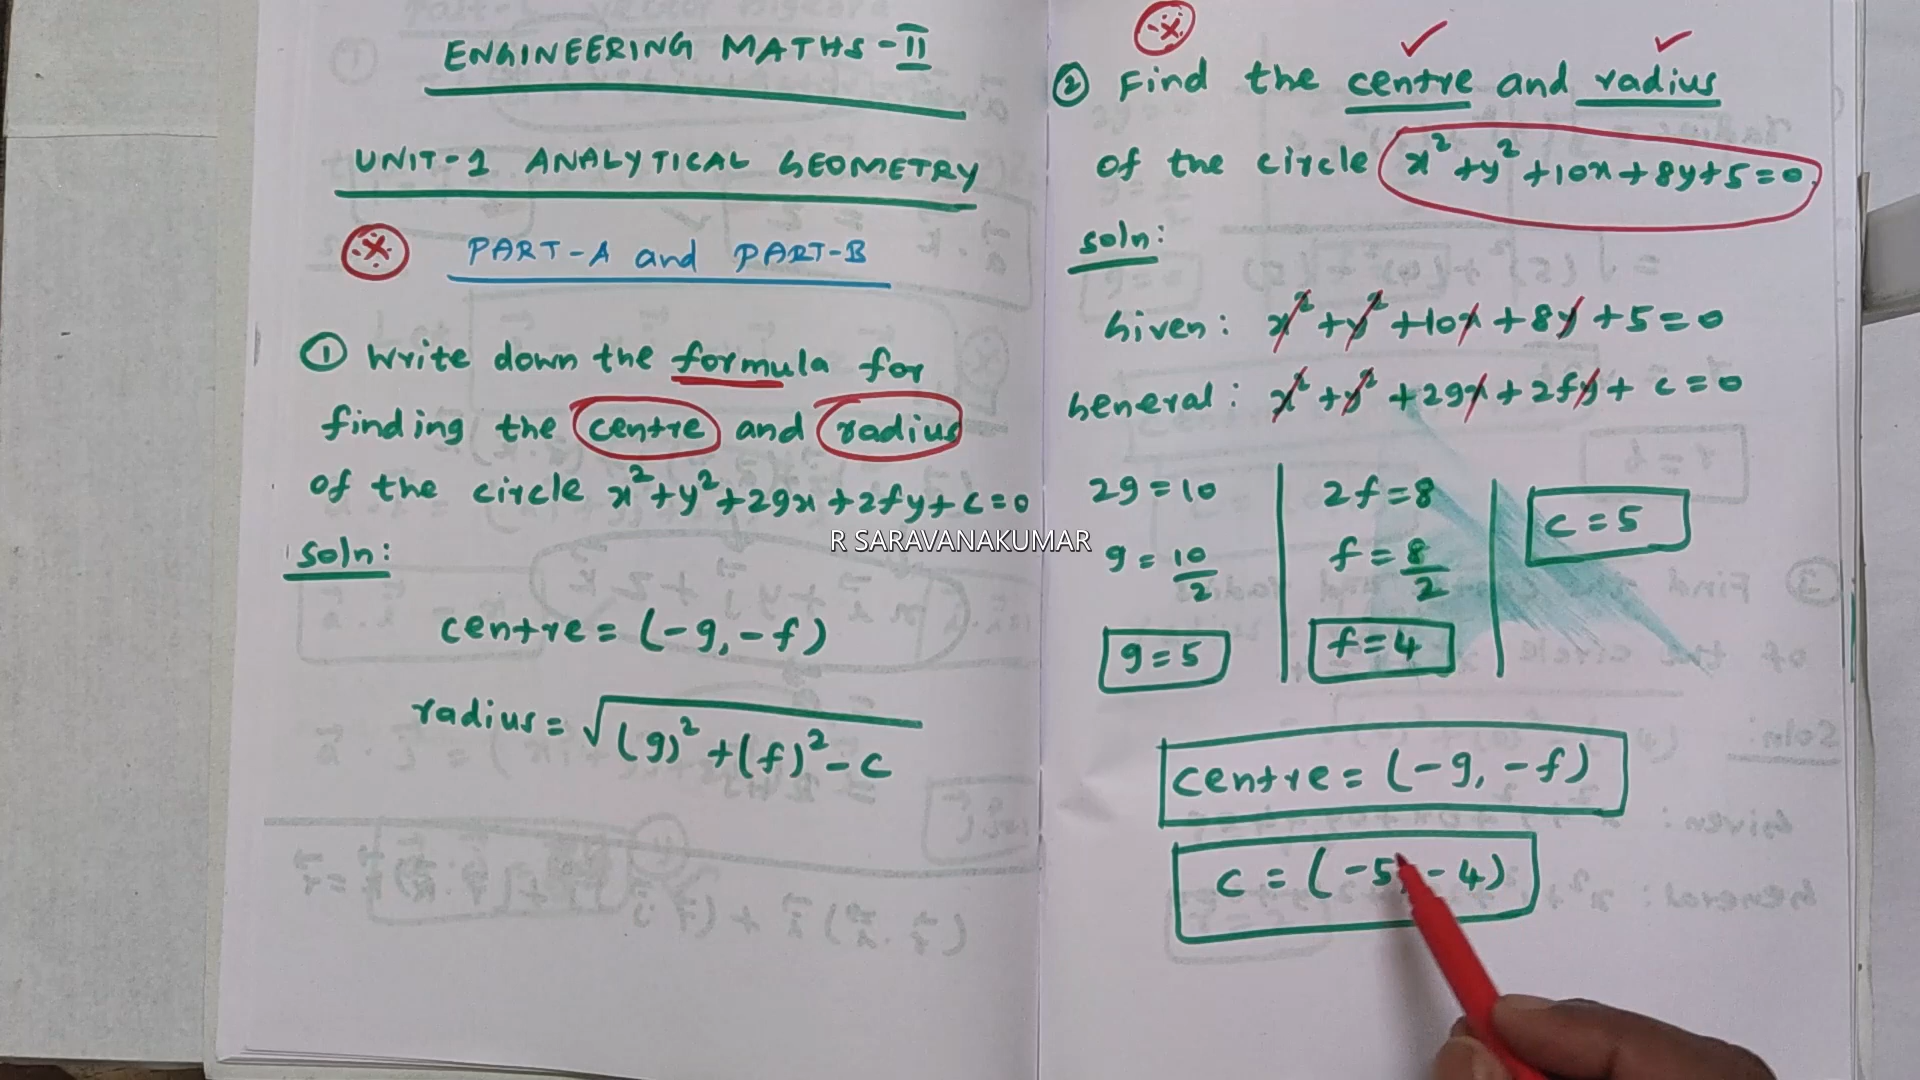 ENGINEERING MATHS-II
UNIT-1 ANALYTICAL GEOMETRY
PART-A and PART-B
① Write down the formula for
finding the centre and radius
of the circle x²+y²+2gx+2fy+c=0
soln:
centre = (-g, -f)
radius = √((g)²+(f)²-c)
R SARAVANAKUMAR
② Find the centre and radius
of the circle x²+y²+10x+8y+5=0.
soln:
Given: x²+y²+10x+8y+5=0
General: x²+y²+2gx+2fy+c=0
2g=10
g=10/2
g=5
2f=8
f=8/2
f=4
c=5
centre=(-g, -f)
c = (-5, -4)